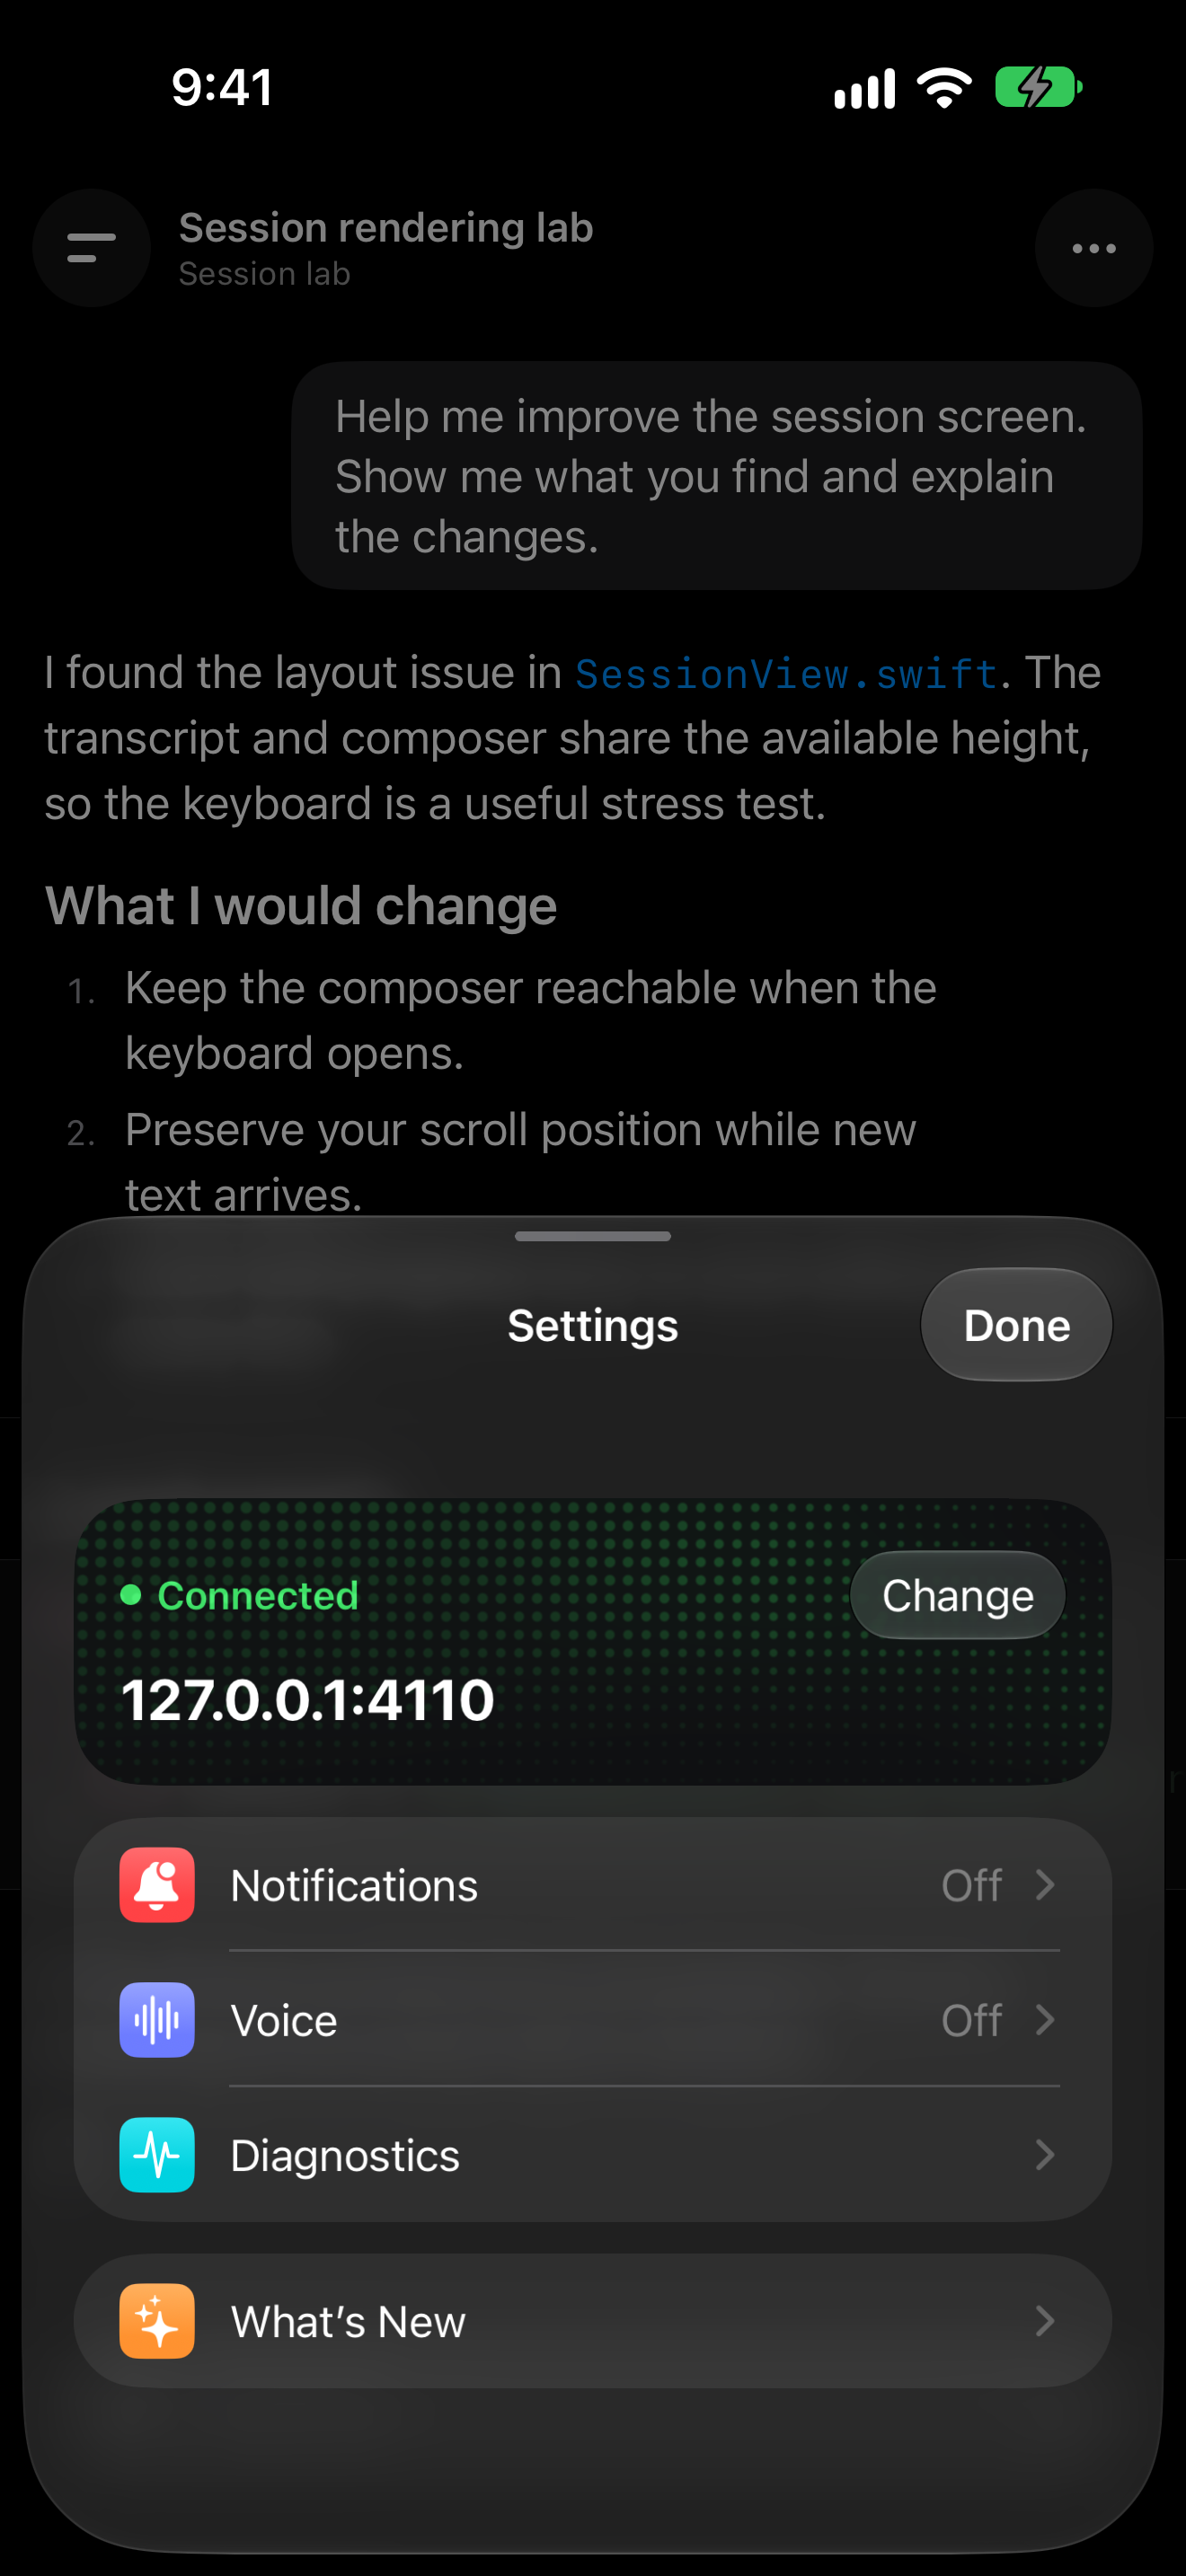 9:41
Session rendering lab
Session lab
Help me improve the session screen.
Show me what you find and explain
the changes.
I found the layout issue in SessionView.swift. The
transcript and composer share the available height,
so the keyboard is a useful stress test.
What I would change
1. Keep the composer reachable when the
keyboard opens.
2. Preserve your scroll position while new
text arrives.
Settings
Done
Connected
Change
127.0.0.1:4110
Notifications
Off
Voice
Off
Diagnostics
What’s New